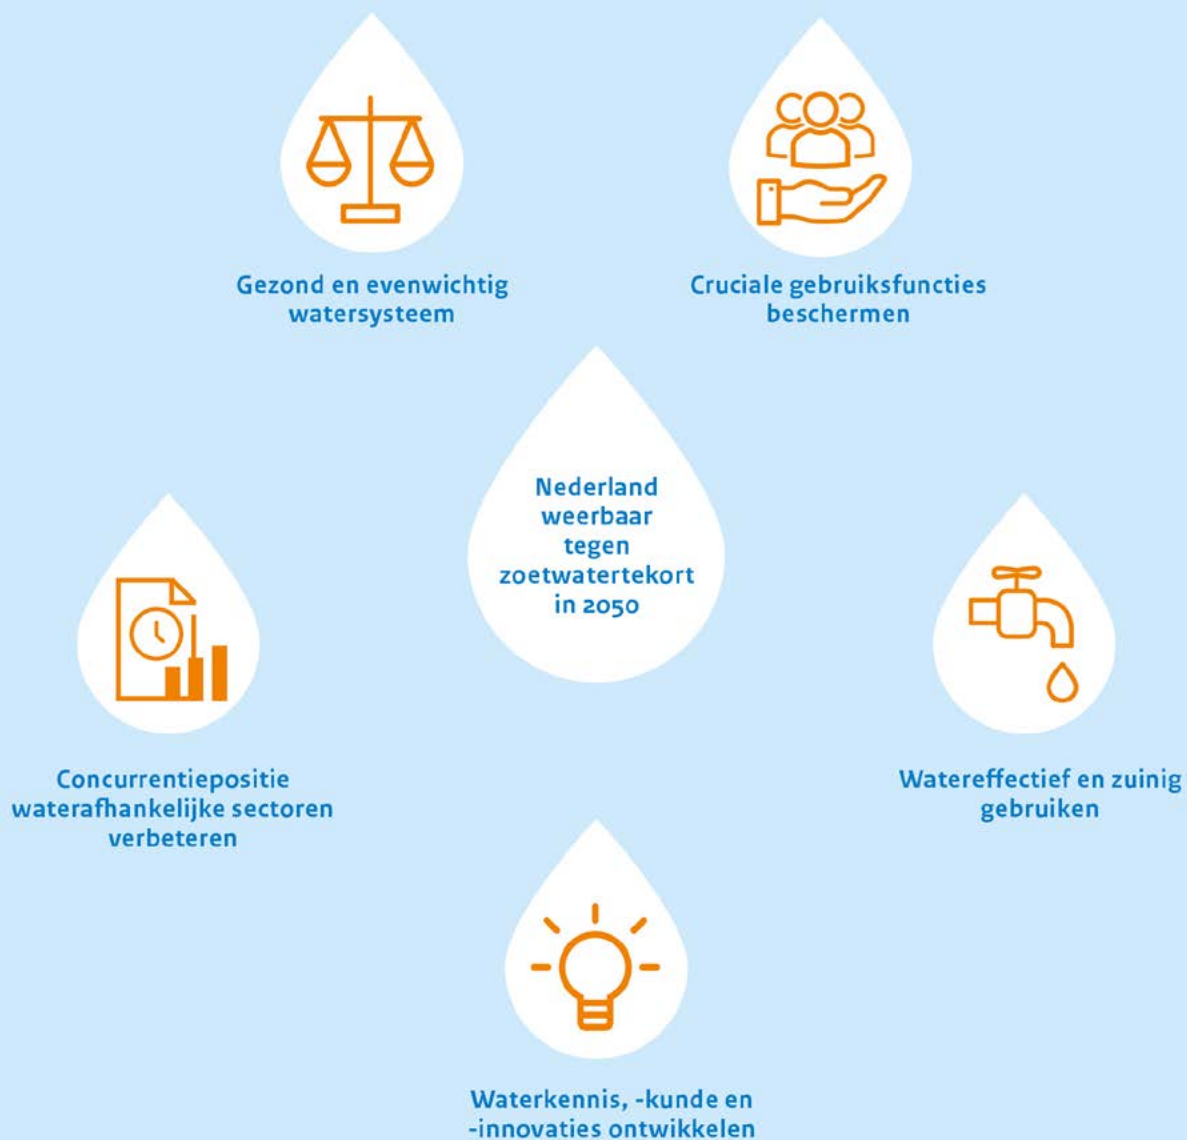 Gezond en evenwichtig
watersysteem
Cruciale gebruiksfuncties
beschermen
Nederland
weerbaar
tegen
zoetwatertekort
in 2050
Concurrentiepositie
waterafhankelijke sectoren
verbeteren
Watereffectief en zuinig
gebruiken
Waterkennis, -kunde en
-innovaties ontwikkelen